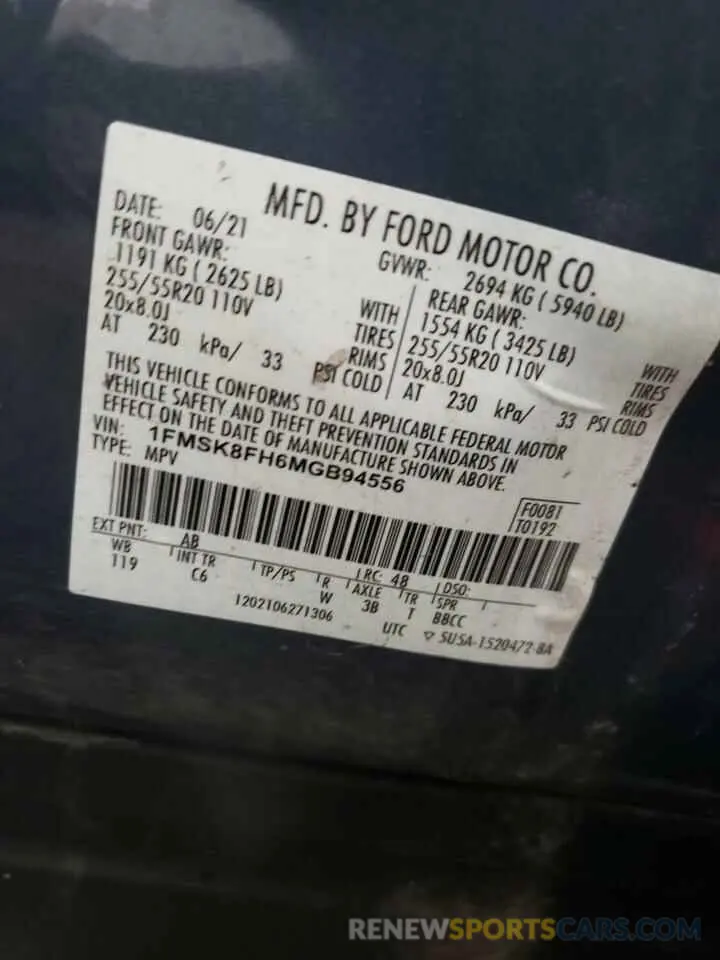 MFD. BY FORD MOTOR CO.
DATE: 06/21 GVWR: 2694 KG ( 5940 LB)
FRONT GAWR: REAR GAWR:
1191 KG ( 2625 LB) WITH 1554 KG ( 3425 LB) WITH
255/55R20 110V TIRES 255/55R20 110V TIRES
20x8.0J RIMS 20x8.0J RIMS
AT 230 kPa/ 33 PSI COLD AT 230 kPa/ 33 PSI COLD
THIS VEHICLE CONFORMS TO ALL APPLICABLE FEDERAL MOTOR
VEHICLE SAFETY AND THEFT PREVENTION STANDARDS IN
EFFECT ON THE DATE OF MANUFACTURE SHOWN ABOVE.
VIN: 1FMSK8FH6MGB94556
TYPE: MPV
F0081
T0192
EXT PNT: AB RC: 48 DSO:
WB INT TR TP/PS R AXLE TR SPR
119 C6 W 3B T BBCC
1202106271306 UTC ▽ 5U5A-1520472-BA
RENEWSPORTSCARS.COM